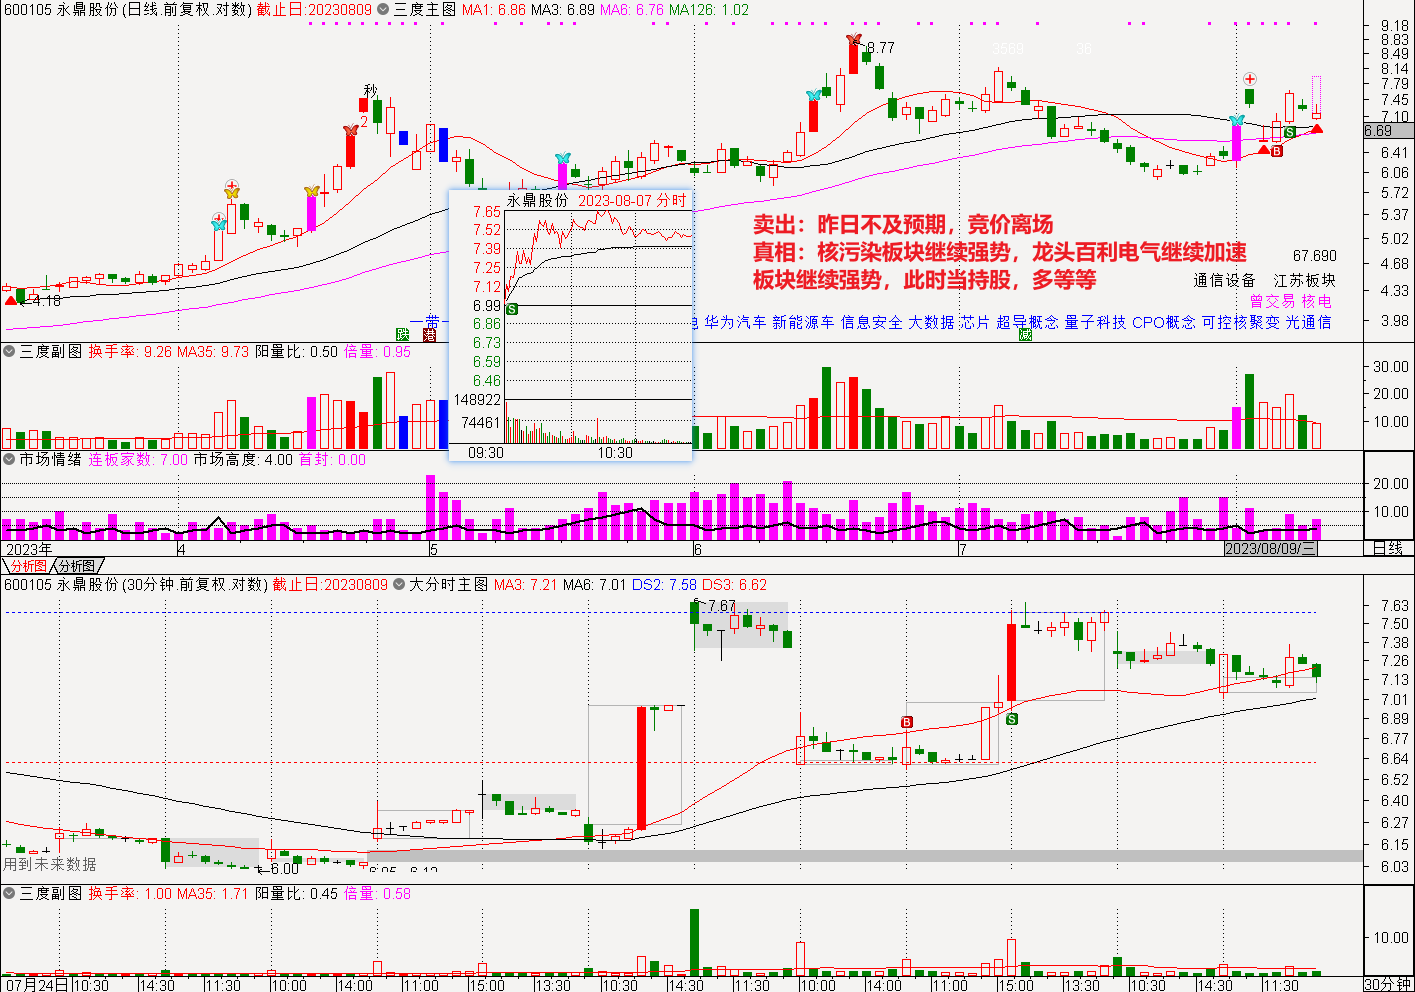 600105 永鼎股份(日线.前复权.对数) 截止日:20230809 三度主图 MA1: 6.86 MA3: 6.89 MA6: 6.76 MA126: 1.02
9.18
8.83
8.49
8.14
7.79
7.45
7.10
6.69
6.41
6.06
5.72
5.37
5.02
4.68
4.33
3.98
8.77
3589
36
秒
2
4.18
永鼎股份 2023-08-07 分时
7.65
7.52
7.39
7.25
7.12
6.99
6.86
6.73
6.59
6.46
148922
74461
09:30 10:30
S
卖出：昨日不及预期，竞价离场
真相：核污染板块继续强势，龙头百利电气继续加速
板块继续强势，此时当持股，多等等
67.690
通信设备 江苏板块
曾交易 核电
一带一
华为汽车 新能源车 信息安全 大数据 芯片 超导概念 量子科技 CPO概念 可控核聚变 光通信
跌 港 减
S
B
三度副图 换手率: 9.26 MA35: 9.73 阳量比: 0.50 倍量: 0.95
30.00
20.00
10.00
市场情绪 连板家数: 7.00 市场高度: 4.00 首封: 0.00
20.00
10.00
2023年 4 5 6 7 2023/08/09/三 日线
分析图 分析图
600105 永鼎股份(30分钟.前复权.对数) 截止日:20230809 大分时主图 MA3: 7.21 MA6: 7.01 DS2: 7.58 DS3: 6.62
7.63
7.50
7.38
7.26
7.13
7.01
6.89
6.77
6.64
6.52
6.40
6.27
6.15
6.03
7.67
B
S
用到未来数据
6.00
三度副图 换手率: 1.00 MA35: 1.71 阳量比: 0.45 倍量: 0.58
10.00
07月24日 10:30 14:30 11:30 14:00 10:00 15:00 13:30 10:30 14:30 11:30 10:00 14:00 11:00 15:00 13:30 10:30 14:30 11:30 30分钟